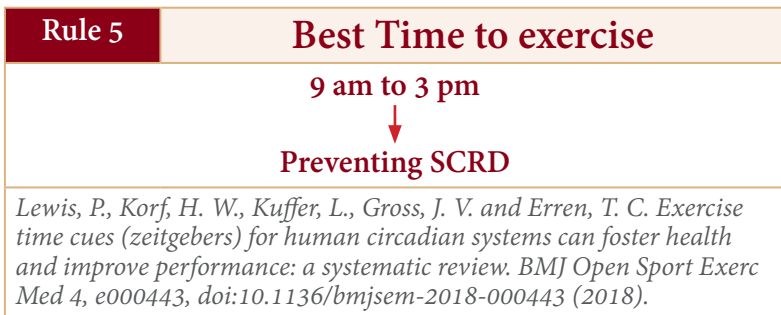 Rule 5
Best Time to exercise
9 am to 3 pm
Preventing SCRD
Lewis, P., Korf, H. W., Kuffer, L., Gross, J. V. and Erren, T. C. Exercise
time cues (zeitgebers) for human circadian systems can foster health
and improve performance: a systematic review. BMJ Open Sport Exerc
Med 4, e000443, doi:10.1136/bmjsem-2018-000443 (2018).